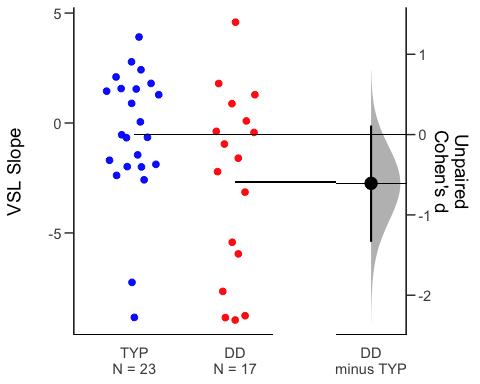 5
0
-5
VSL Slope
TYP
N = 23
DD
N = 17
DD
minus TYP
1
0
-1
-2
Unpaired
Cohen's d